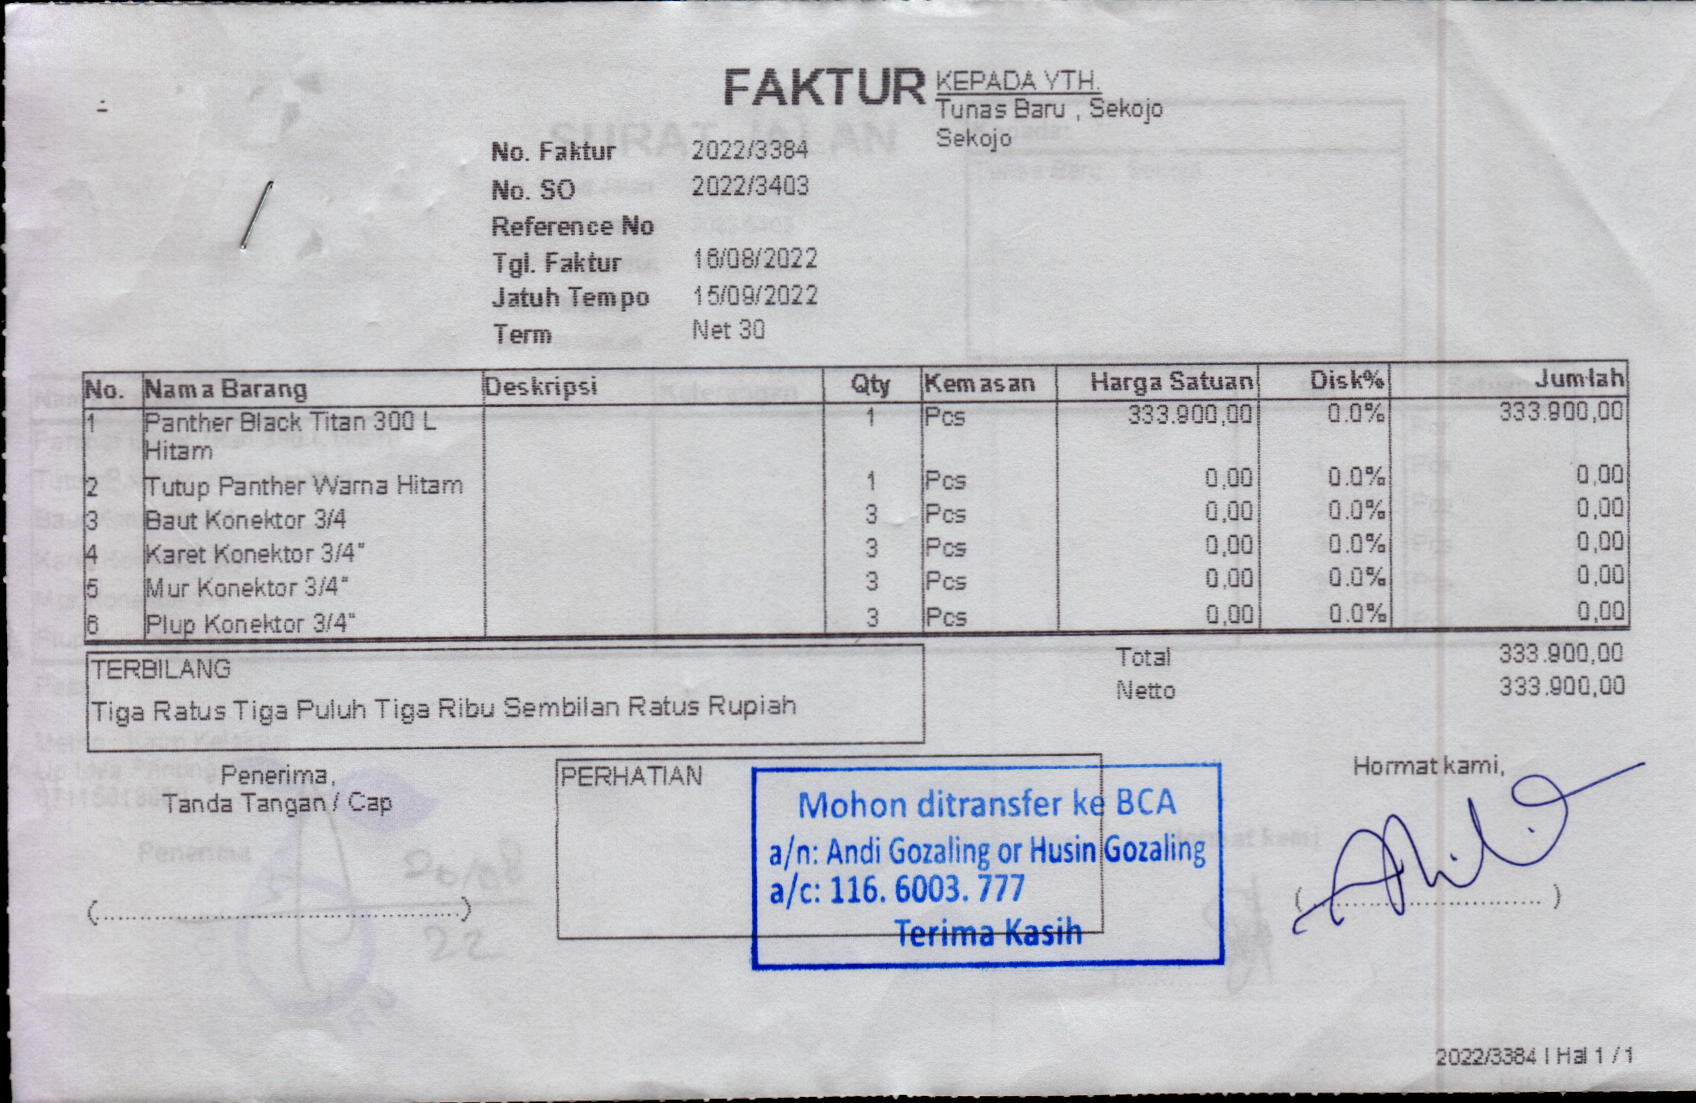 FAKTUR
KEPADA YTH.
Tunas Baru , Sekojo
Sekojo
No. Faktur 2022/3384
No. SO 2022/3403
Reference No
Tgl. Faktur 16/08/2022
Jatuh Tempo 15/09/2022
Term Net 30
No. Nama Barang Deskripsi Qty Kemasan Harga Satuan Disk% Jumlah
1 Panther Black Titan 300 L 1 Pcs 333.900,00 0.0% 333.900,00
Hitam
2 Tutup Panther Warna Hitam 1 Pcs 0,00 0.0% 0,00
3 Baut Konektor 3/4 3 Pcs 0,00 0.0% 0,00
4 Karet Konektor 3/4" 3 Pcs 0,00 0.0% 0,00
5 Mur Konektor 3/4" 3 Pcs 0,00 0.0% 0,00
6 Plup Konektor 3/4" 3 Pcs 0,00 0.0% 0,00
Total 333.900,00
Netto 333.900,00
TERBILANG
Tiga Ratus Tiga Puluh Tiga Ribu Sembilan Ratus Rupiah
Penerima,
Tanda Tangan / Cap
(....................................................)
PERHATIAN
Mohon ditransfer ke BCA
a/n: Andi Gozaling or Husin Gozaling
a/c: 116. 6003. 777
Terima Kasih
Hormat kami,
(...................................)
2022/3384 | Hal 1 / 1